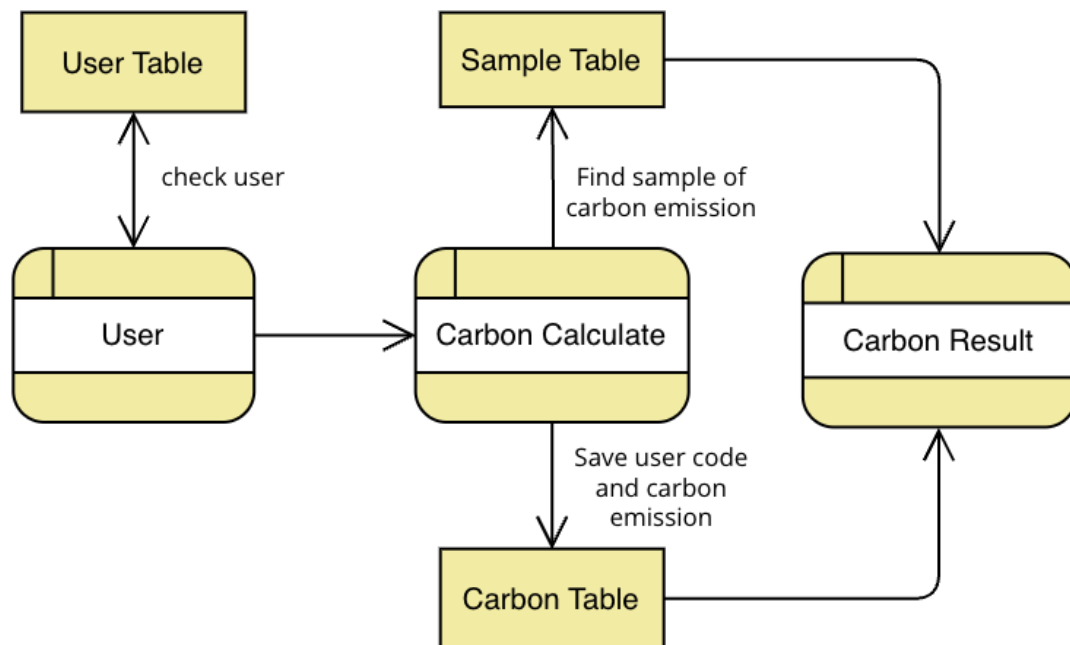 User Table
Sample Table
check user
Find sample of
carbon emission
User
Carbon Calculate
Carbon Result
Save user code
and carbon
emission
Carbon Table